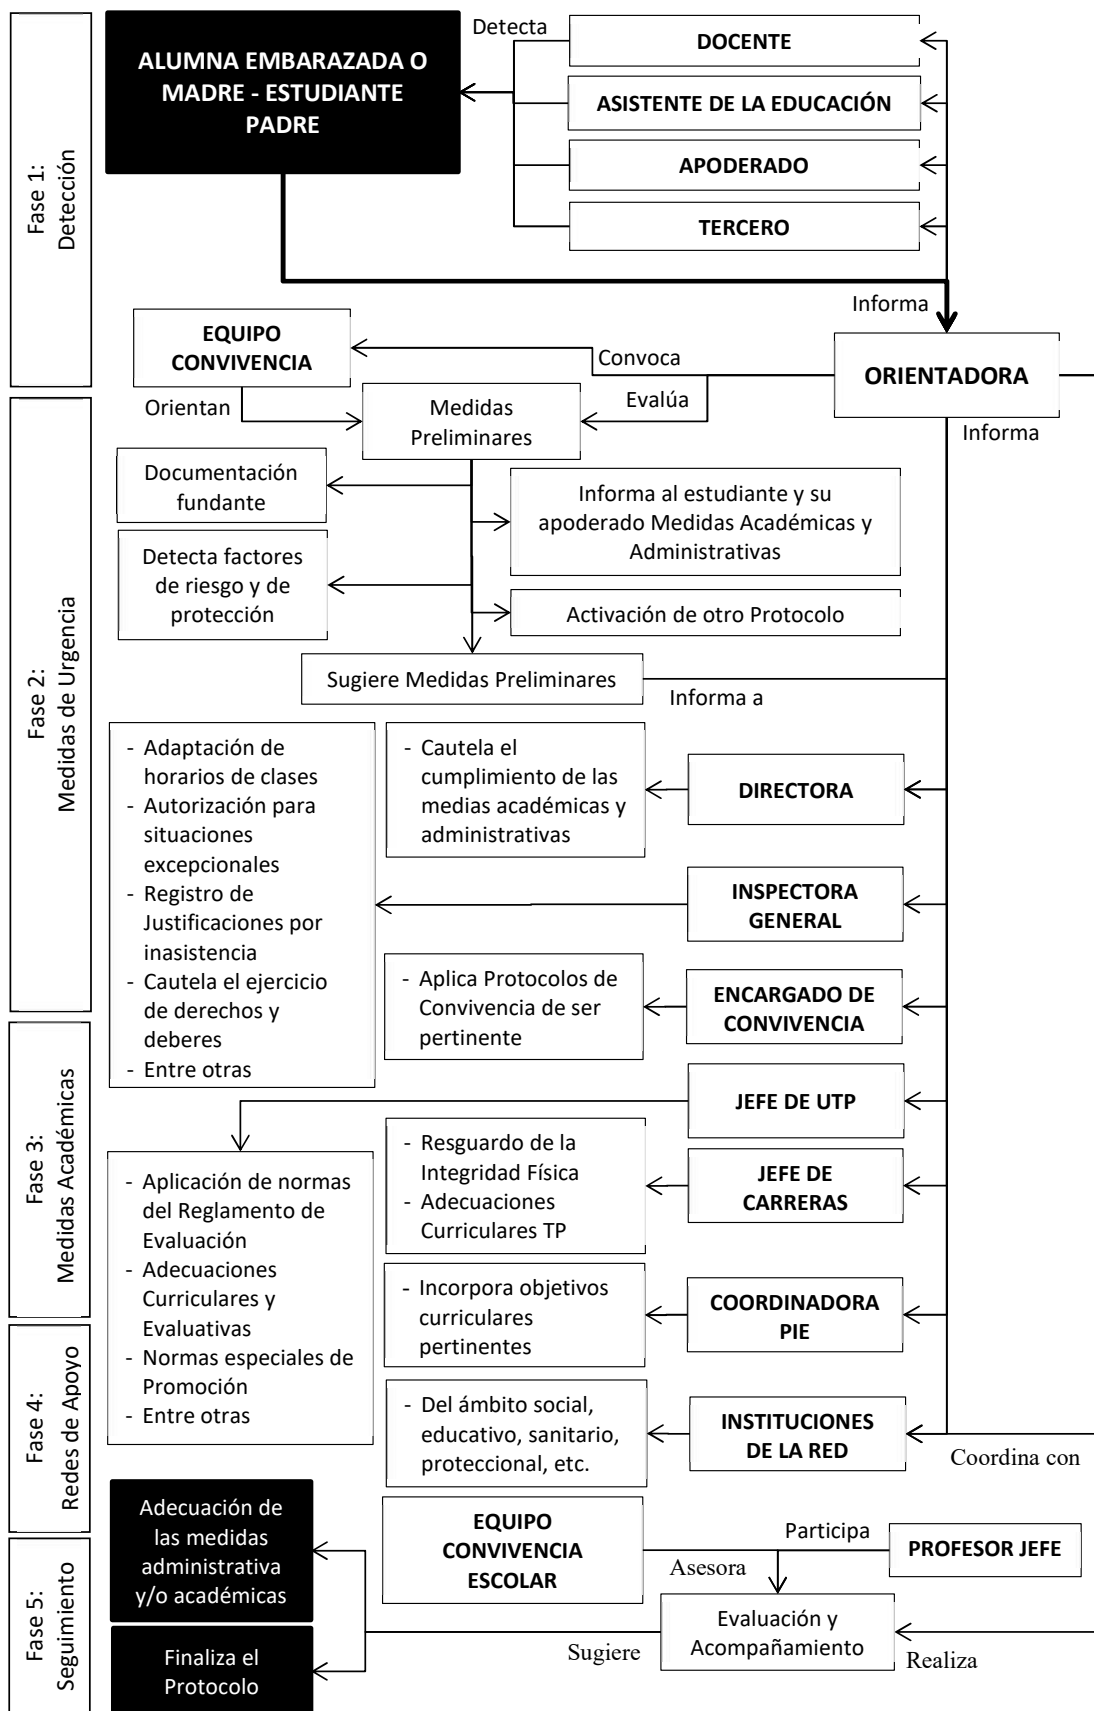 Fase 1:
Detección
ALUMNA EMBARAZADA O
MADRE - ESTUDIANTE
PADRE
Detecta
DOCENTE
ASISTENTE DE LA EDUCACIÓN
APODERADO
TERCERO
Informa
EQUIPO
CONVIVENCIA
Convoca
ORIENTADORA
Orientan
Evalúa
Informa
Fase 2:
Medidas de Urgencia
Medidas
Preliminares
Documentación
fundante
Informa al estudiante y su
apoderado Medidas Académicas y
Administrativas
Detecta factores
de riesgo y de
protección
Activación de otro Protocolo
Sugiere Medidas Preliminares
Informa a
- Adaptación de
horarios de clases
- Autorización para
situaciones
excepcionales
- Registro de
Justificaciones por
inasistencia
- Cautela el ejercicio
de derechos y
deberes
- Entre otras
- Cautela el
cumplimiento de las
medias académicas y
administrativas
DIRECTORA
INSPECTORA
GENERAL
- Aplica Protocolos de
Convivencia de ser
pertinente
ENCARGADO DE
CONVIVENCIA
Fase 3:
Medidas Académicas
JEFE DE UTP
- Aplicación de normas
del Reglamento de
Evaluación
- Adecuaciones
Curriculares y
Evaluativas
- Normas especiales de
Promoción
- Entre otras
- Resguardo de la
Integridad Física
- Adecuaciones
Curriculares TP
JEFE DE
CARRERAS
- Incorpora objetivos
curriculares
pertinentes
COORDINADORA
PIE
Fase 4:
Redes de Apoyo
- Del ámbito social,
educativo, sanitario,
proteccional, etc.
INSTITUCIONES
DE LA RED
Coordina con
Fase 5:
Seguimiento
Adecuación de
las medidas
administrativa
y/o académicas
EQUIPO
CONVIVENCIA
ESCOLAR
Participa
Asesora
PROFESOR JEFE
Evaluación y
Acompañamiento
Sugiere
Realiza
Finaliza el
Protocolo